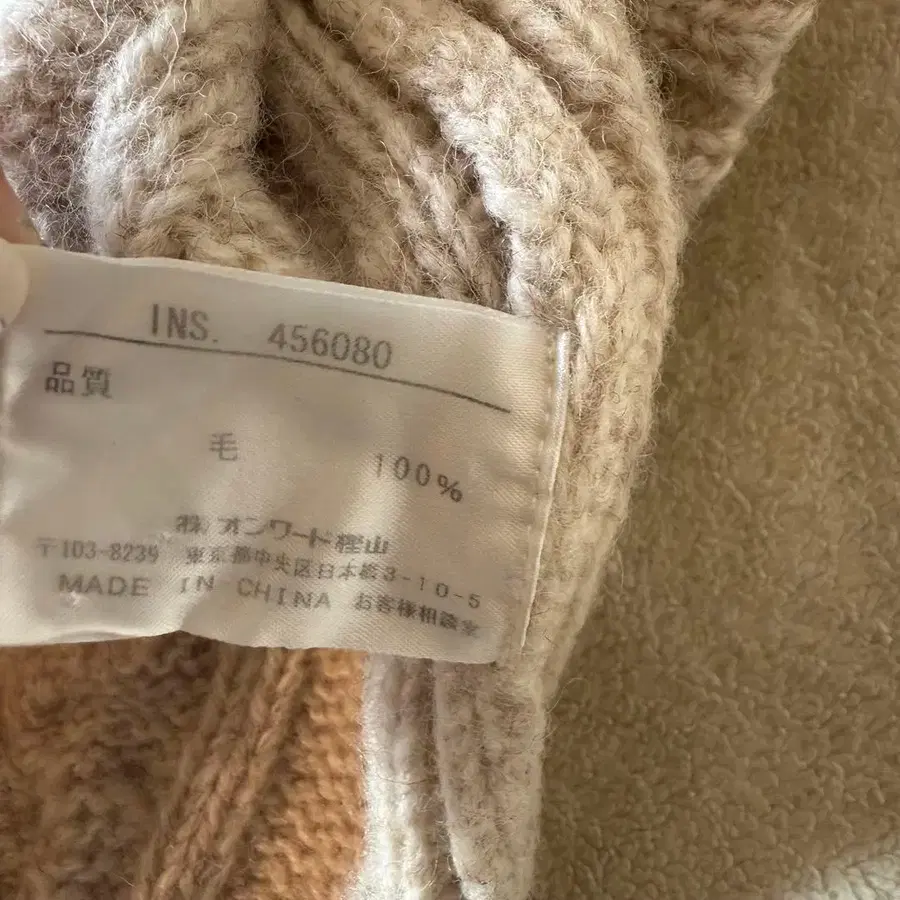 INS. 456080
品質
毛 100%
㈱ オンワード樫山
〒103-8239 東京都中央区日本橋3-10-5
MADE IN CHINA お客様相談室